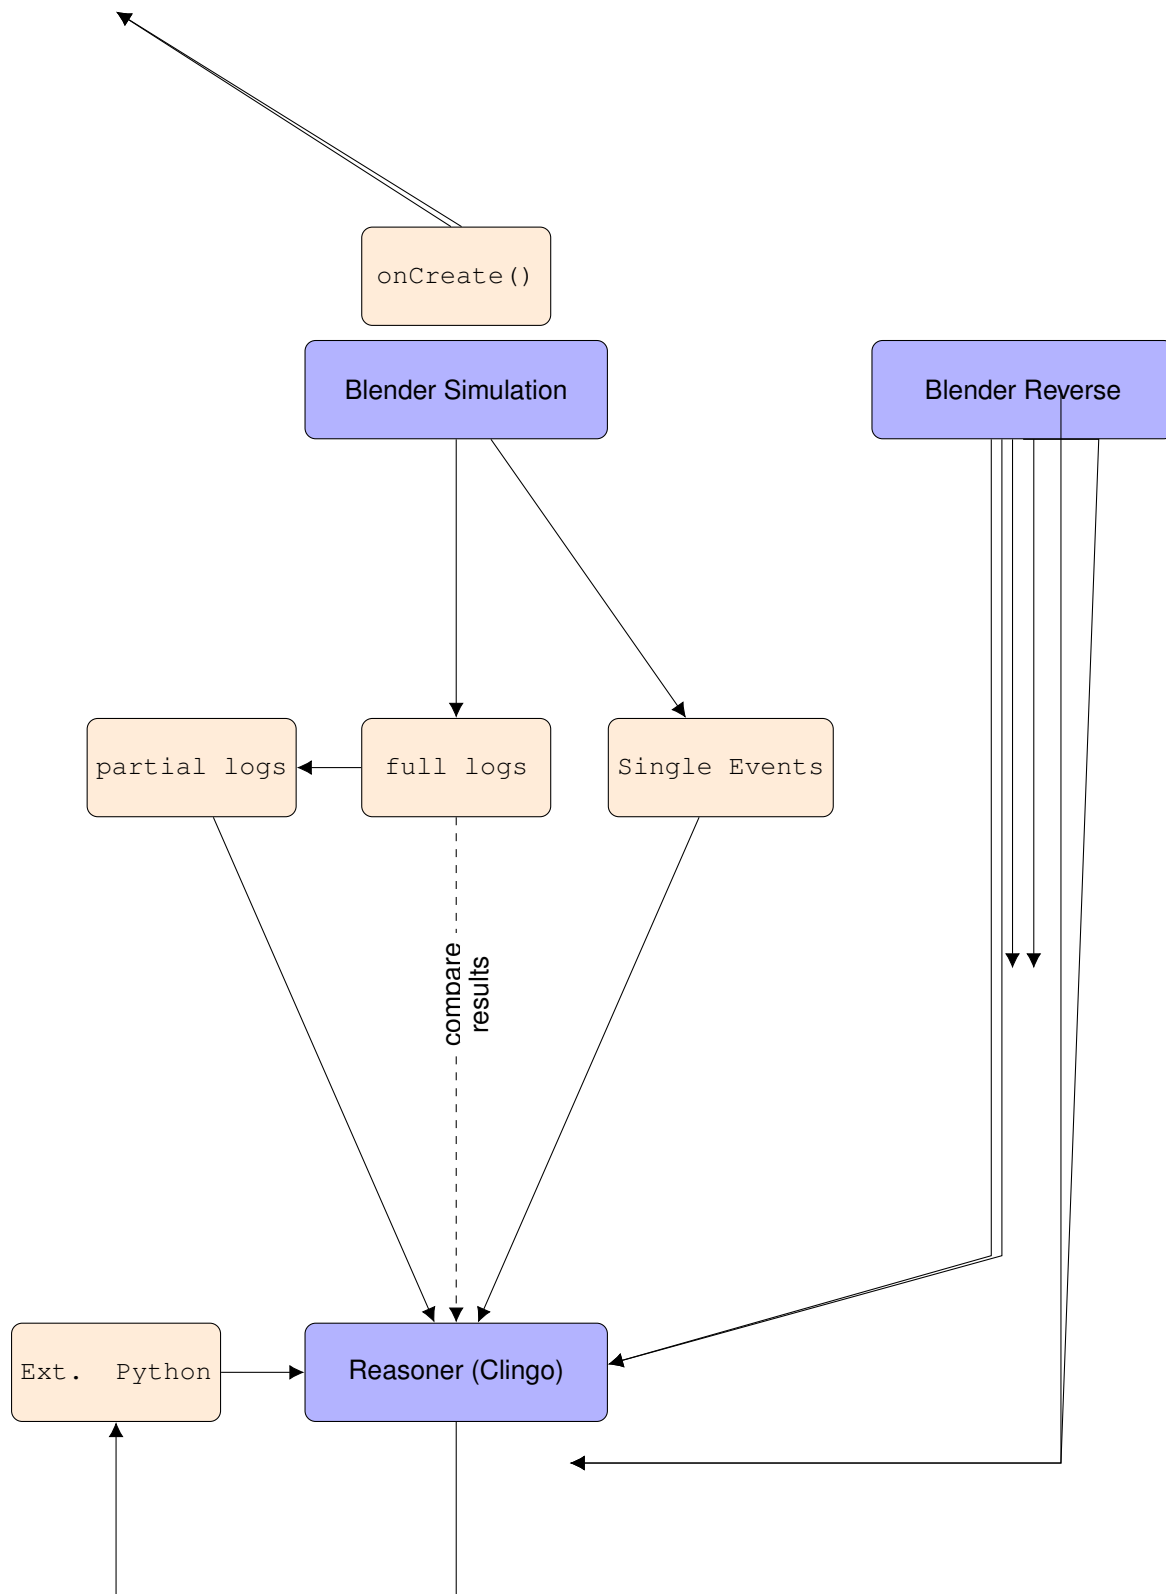 onCreate()
Blender Simulation
Blender Reverse
partial logs
full logs
Single Events
compare
results
Ext. Python
Reasoner (Clingo)